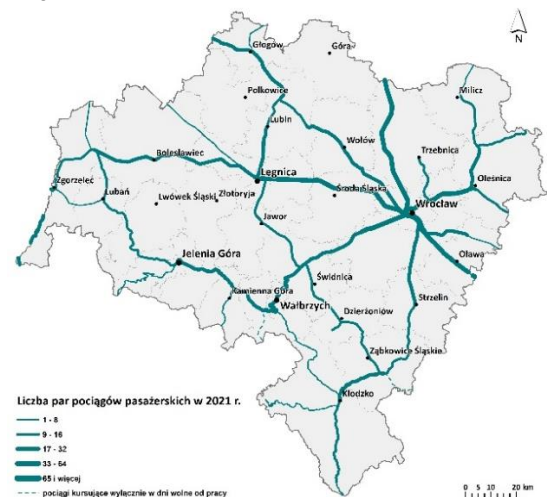 N
Góra
Głogów
Milicz
Polkowice
Lubin
Wołów
Trzebnica
Bolesławiec
Oleśnica
Zgorzelec
Legnica
Lubań
Środa Śląska
Lwówek Śląski
Złotoryja
Wrocław
Jawor
Oława
Jelenia Góra
Świdnica
Kamienna Góra
Wałbrzych
Strzelin
Dzierżoniów
Ząbkowice Śląskie
Kłodzko
Liczba par pociągów pasażerskich w 2021 r.
1 - 8
9 - 16
17 - 32
33 - 64
65 i więcej
pociągi kursujące wyłącznie w dni wolne od pracy
0 5 10 20 km